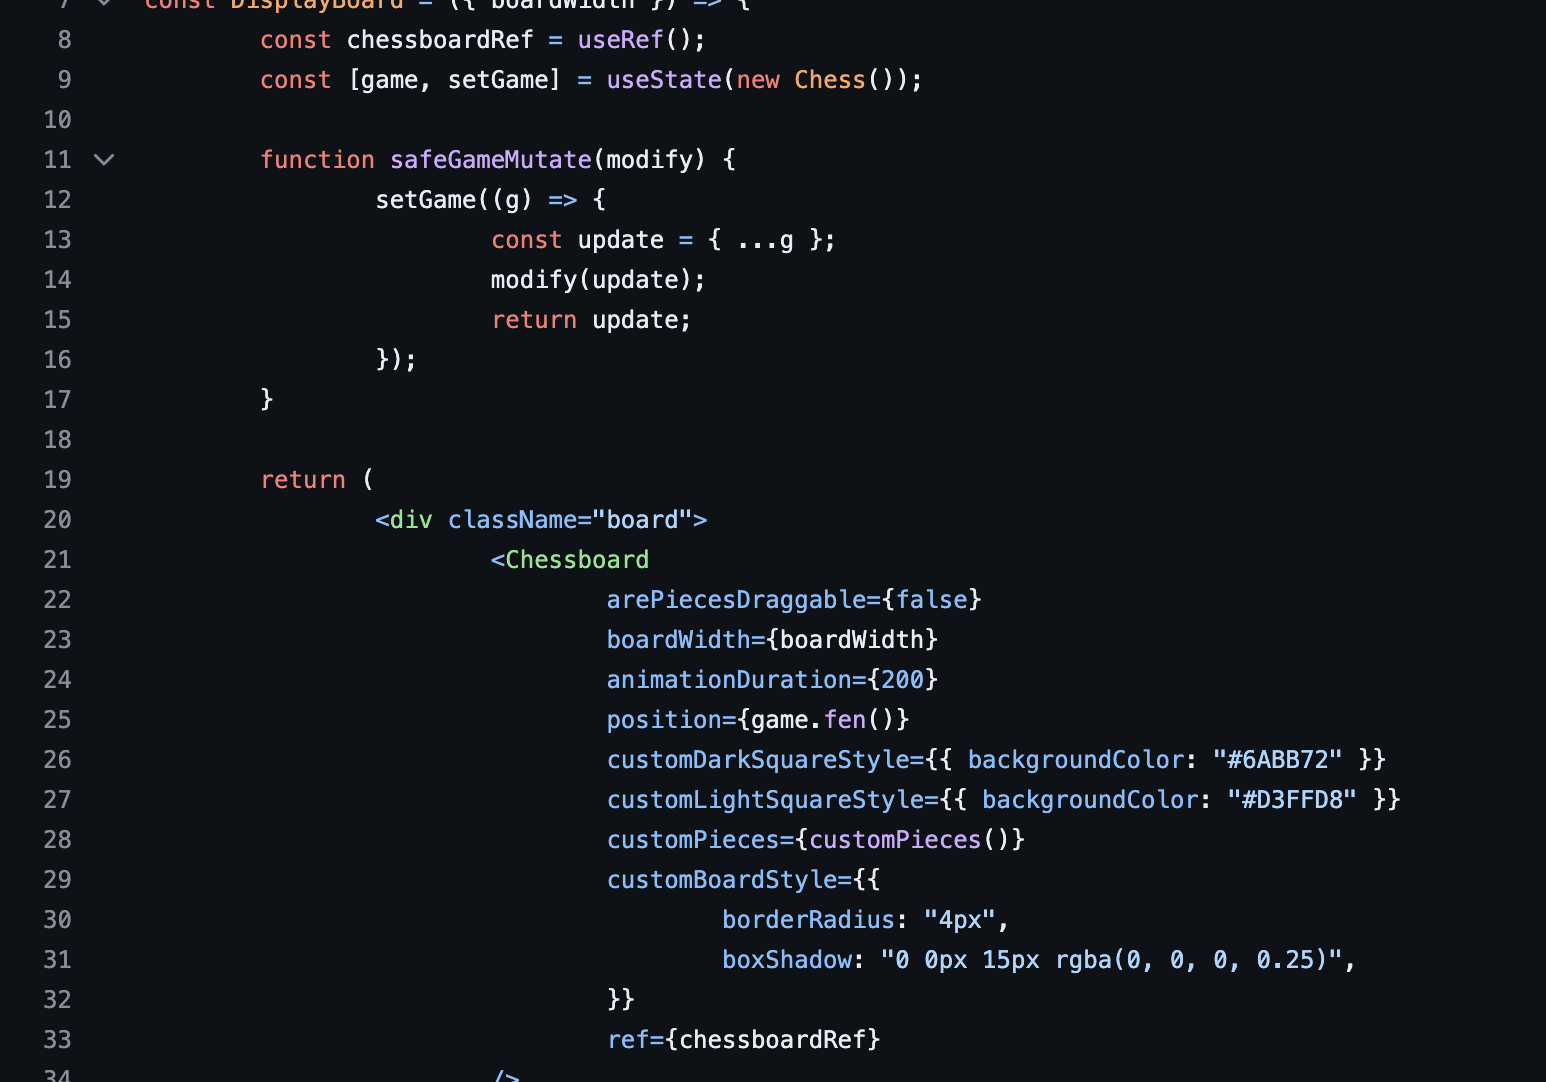 7 const DisplayBoard = ({ boardWidth }) => {
8 const chessboardRef = useRef();
9 const [game, setGame] = useState(new Chess());
10
11 function safeGameMutate(modify) {
12 setGame((g) => {
13 const update = { ...g };
14 modify(update);
15 return update;
16 });
17 }
18
19 return (
20 <div className="board">
21 <Chessboard
22 arePiecesDraggable={false}
23 boardWidth={boardWidth}
24 animationDuration={200}
25 position={game.fen()}
26 customDarkSquareStyle={{ backgroundColor: "#6ABB72" }}
27 customLightSquareStyle={{ backgroundColor: "#D3FFD8" }}
28 customPieces={customPieces()}
29 customBoardStyle={{
30 borderRadius: "4px",
31 boxShadow: "0 0px 15px rgba(0, 0, 0, 0.25)",
32 }}
33 ref={chessboardRef}
34 />